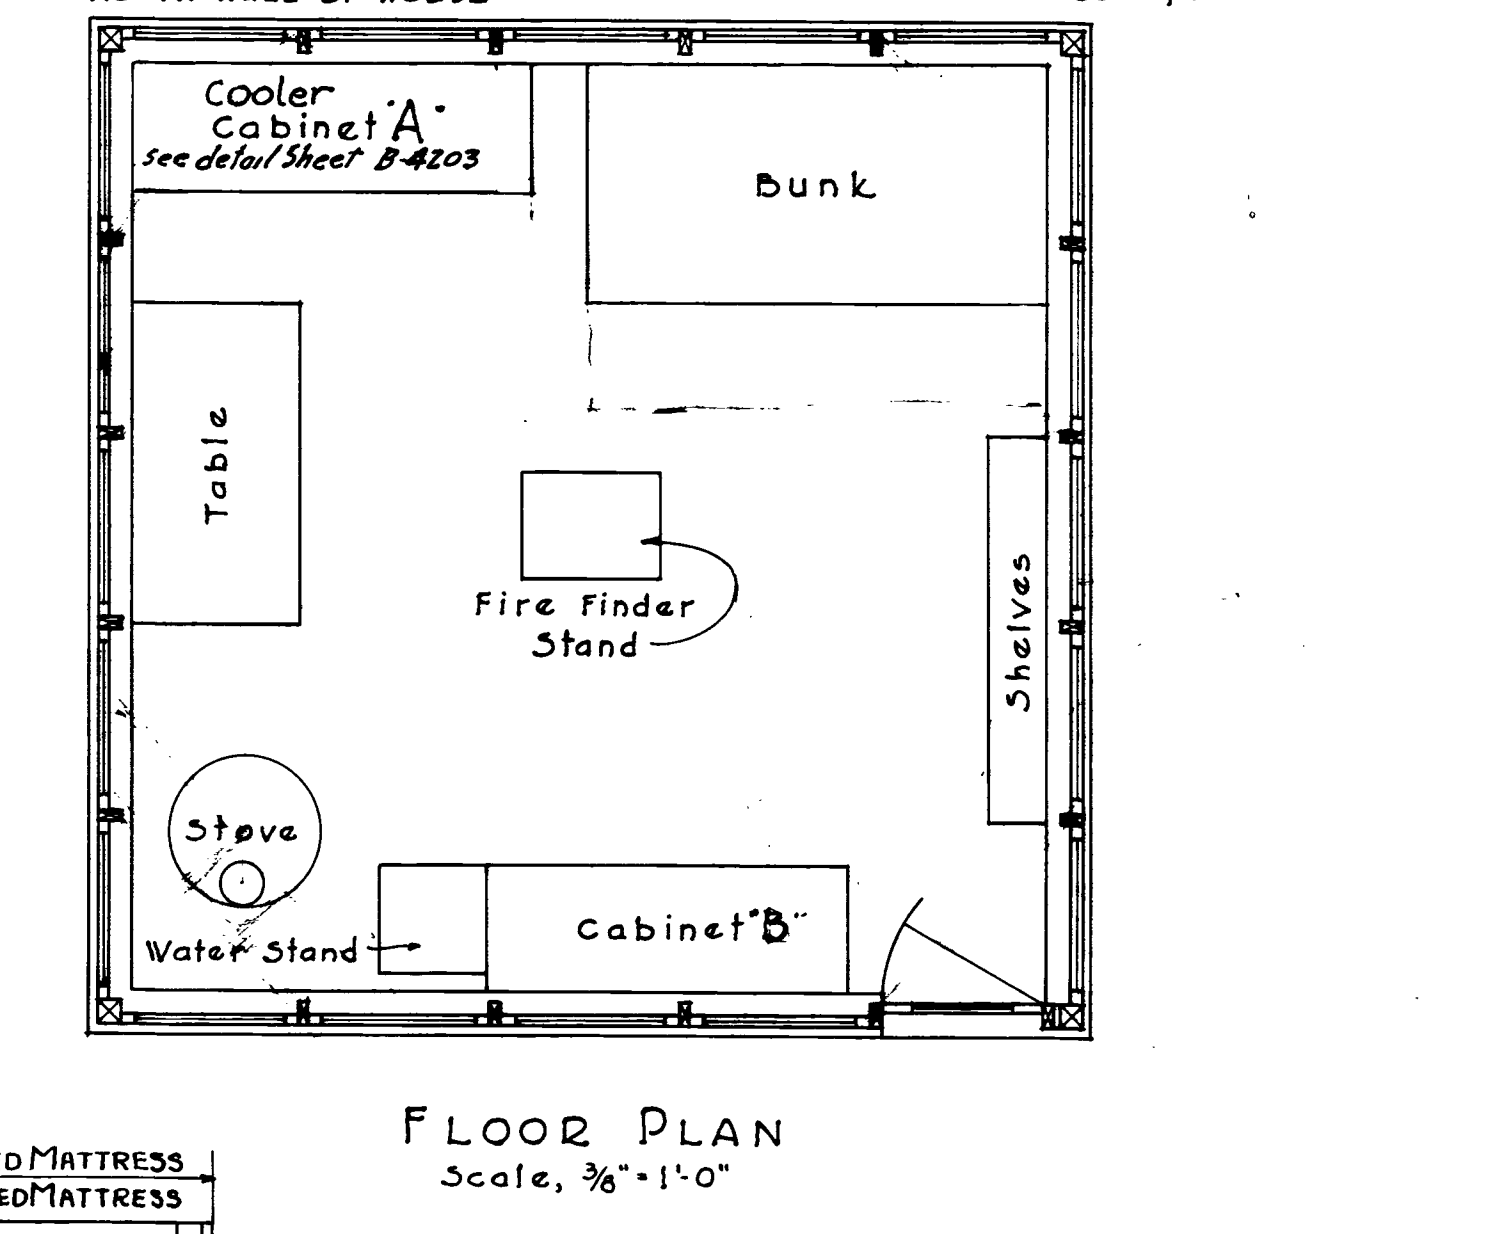 Cooler
Cabinet "A"
see detail Sheet B-4203
Bunk
Table
Fire Finder
Stand
Shelves
Stove
Water Stand
Cabinet "B"
FLOOR PLAN
Scale, 3/8" = 1'-0"
MATTRESS
MATTRESS